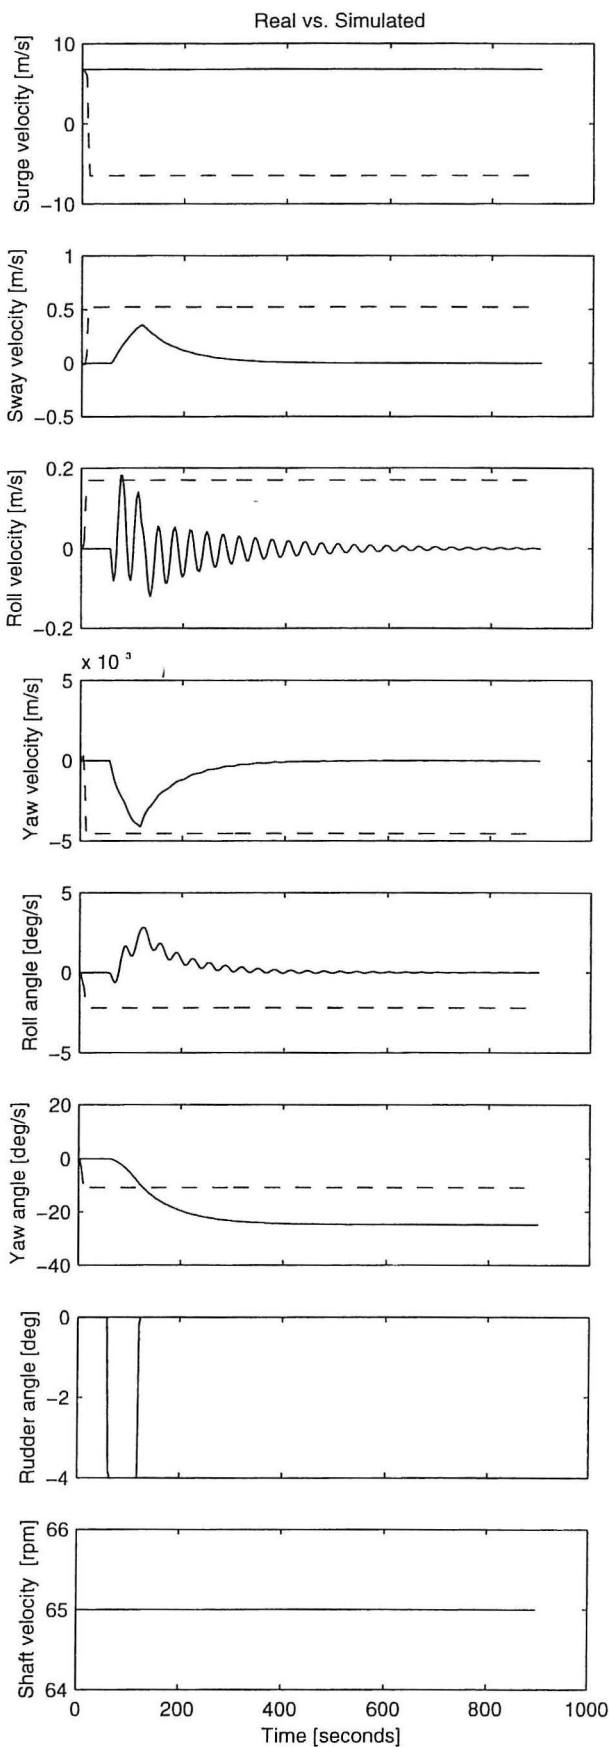 Real vs. Simulated
10
0
−10
Surge velocity [m/s]
1
0.5
0
−0.5
Sway velocity [m/s]
0.2
0
−0.2
Roll velocity [m/s]
x 10 ³
5
0
−5
Yaw velocity [m/s]
5
0
−5
Roll angle [deg/s]
20
0
−20
−40
Yaw angle [deg/s]
0
−2
−4
Rudder angle [deg]
66
65
64
Shaft velocity [rpm]
0 200 400 600 800 1000
Time [seconds]